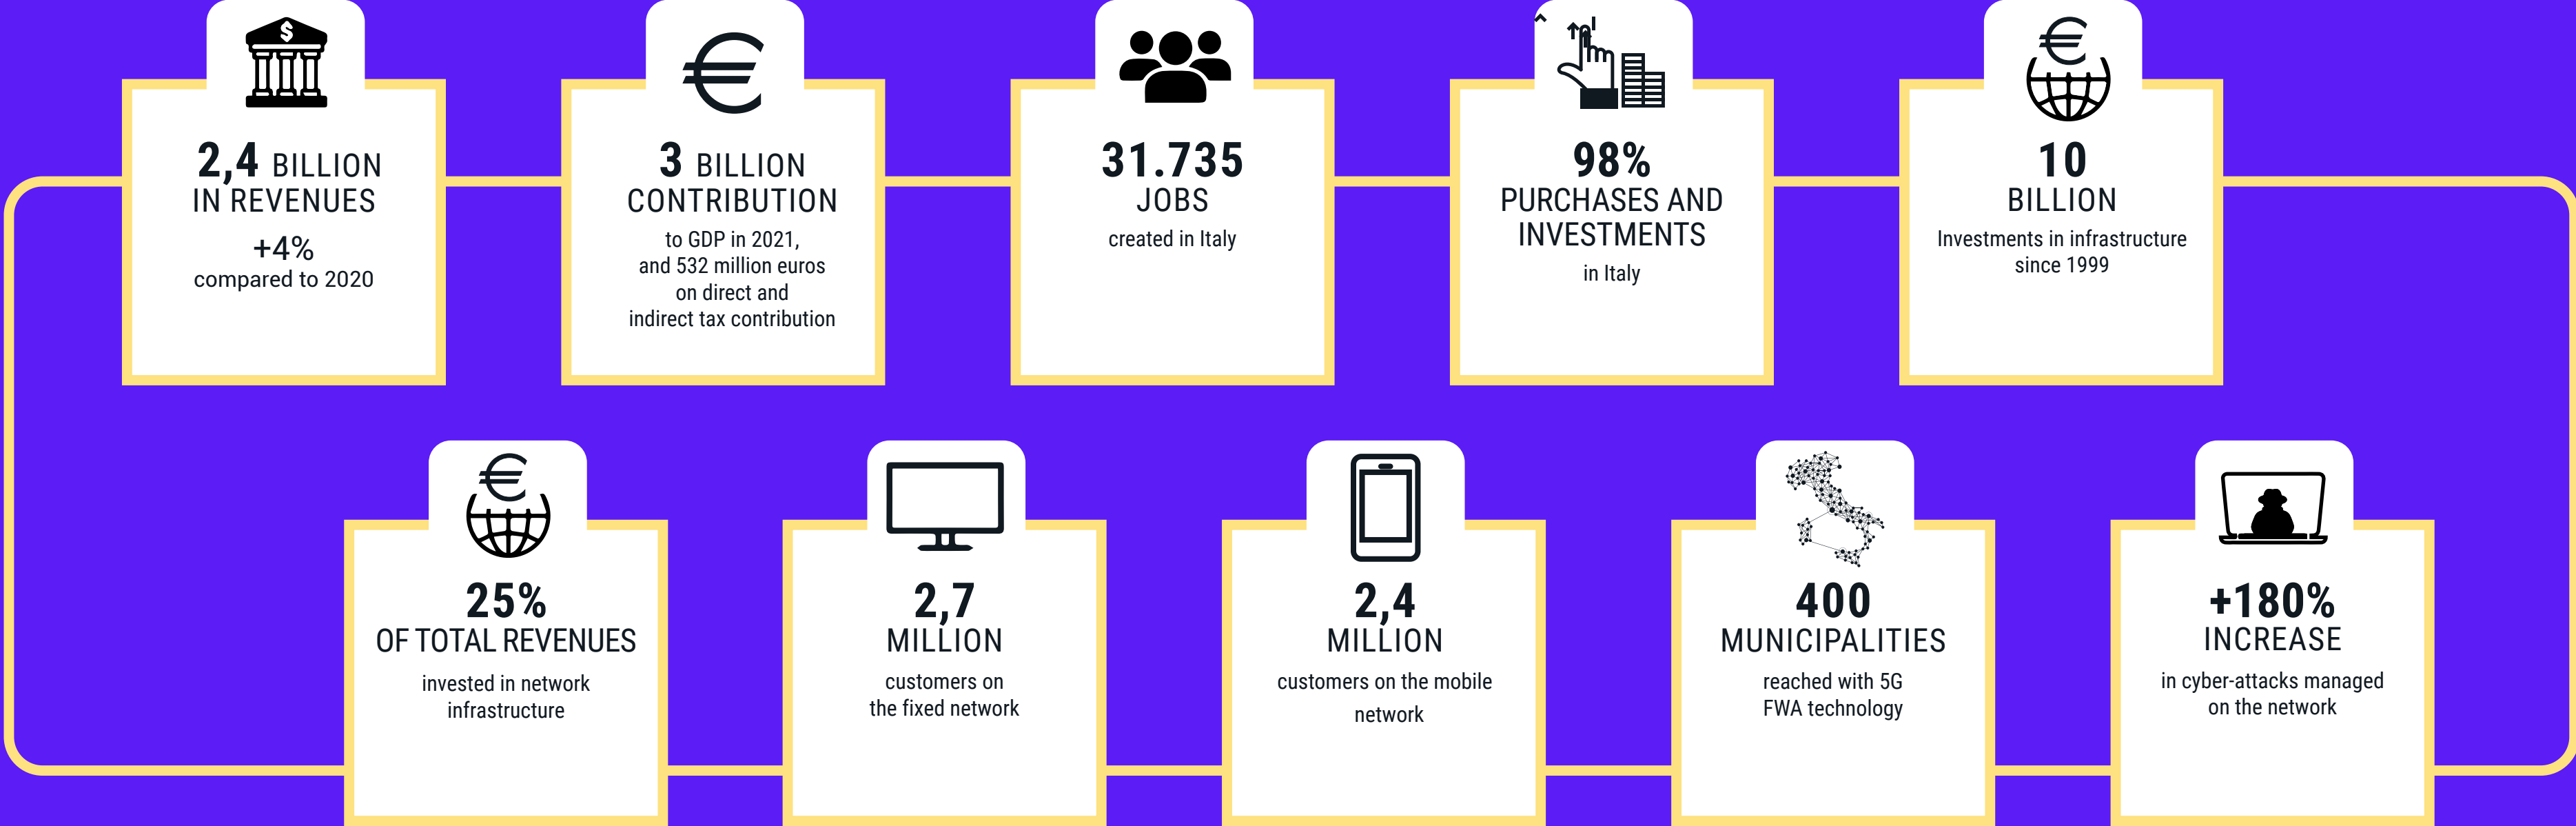 2,4 BILLION
IN REVENUES
+4%
compared to 2020
3 BILLION
CONTRIBUTION
to GDP in 2021,
and 532 million euros
on direct and
indirect tax contribution
31.735
JOBS
created in Italy
98%
PURCHASES AND
INVESTMENTS
in Italy
10
BILLION
Investments in infrastructure
since 1999
25%
OF TOTAL REVENUES
invested in network
infrastructure
2,7
MILLION
customers on
the fixed network
2,4
MILLION
customers on the mobile
network
400
MUNICIPALITIES
reached with 5G
FWA technology
+180%
INCREASE
in cyber-attacks managed
on the network